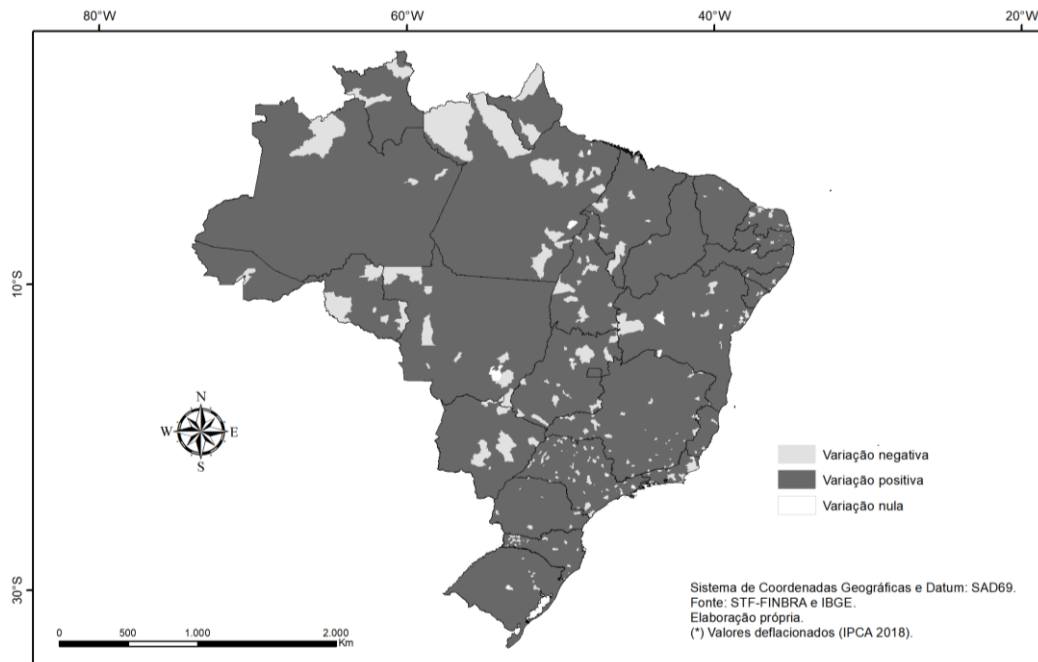 80°W 60°W 40°W 20°W
10°S
30°S
N
W E
S
Variação negativa
Variação positiva
Variação nula
Sistema de Coordenadas Geográficas e Datum: SAD69.
Fonte: STF-FINBRA e IBGE.
Elaboração própria.
(*) Valores deflacionados (IPCA 2018).
0 500 1.000 2.000
Km